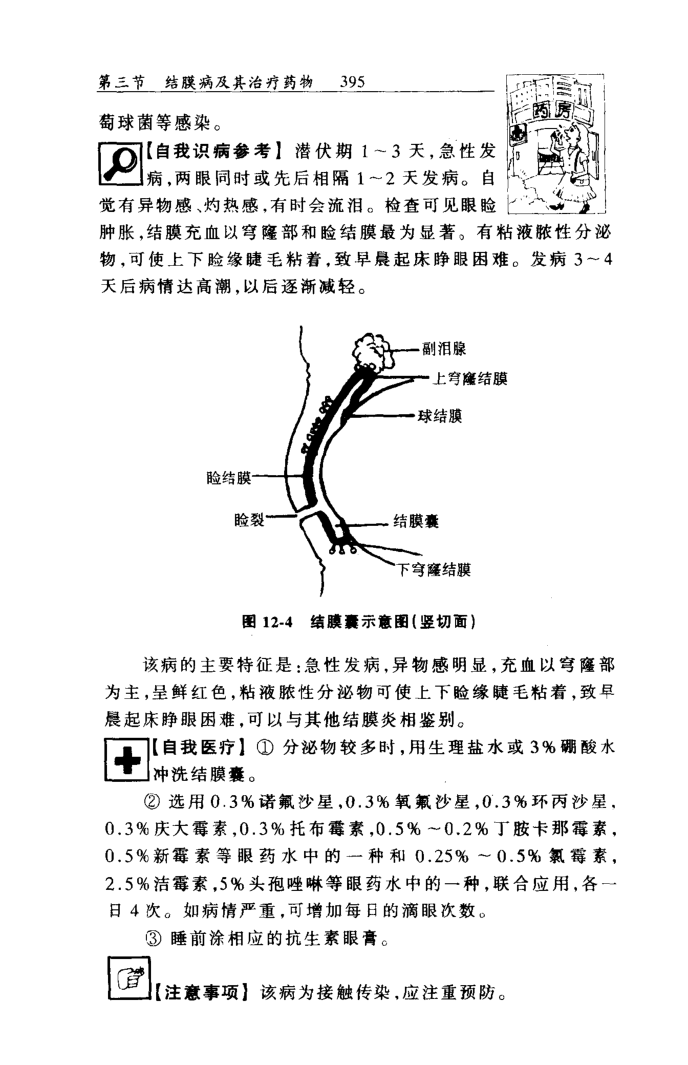 第三节 结膜病及其治疗药物 395
药房
萄球菌等感染。
【自我识病参考】潜伏期1~3天,急性发
病,两眼同时或先后相隔1~2天发病。自
觉有异物感、灼热感,有时会流泪。检查可见眼睑
肿胀,结膜充血以穹窿部和睑结膜最为显著。有粘液脓性分泌
物,可使上下睑缘睫毛粘着,致早晨起床睁眼困难。发病3~4
天后病情达高潮,以后逐渐减轻。
副泪腺
上穹窿结膜
球结膜
睑结膜
睑裂
结膜囊
下穹窿结膜
图12-4 结膜囊示意图(竖切面)
该病的主要特征是:急性发病,异物感明显,充血以穹窿部
为主,呈鲜红色,粘液脓性分泌物可使上下睑缘睫毛粘着,致早
晨起床睁眼困难,可以与其他结膜炎相鉴别。
【自我医疗】① 分泌物较多时,用生理盐水或3%硼酸水
冲洗结膜囊。
② 选用0.3%诺氟沙星,0.3%氧氟沙星,0.3%环丙沙星,
0.3%庆大霉素,0.3%托布霉素,0.5%~0.2%丁胺卡那霉素,
0.5%新霉素等眼药水中的一种和0.25%~0.5%氯霉素,
2.5%洁霉素,5%头孢唑啉等眼药水中的一种,联合应用,各一
日4次。如病情严重,可增加每日的滴眼次数。
③ 睡前涂相应的抗生素眼膏。
【注意事项】该病为接触传染,应注重预防。